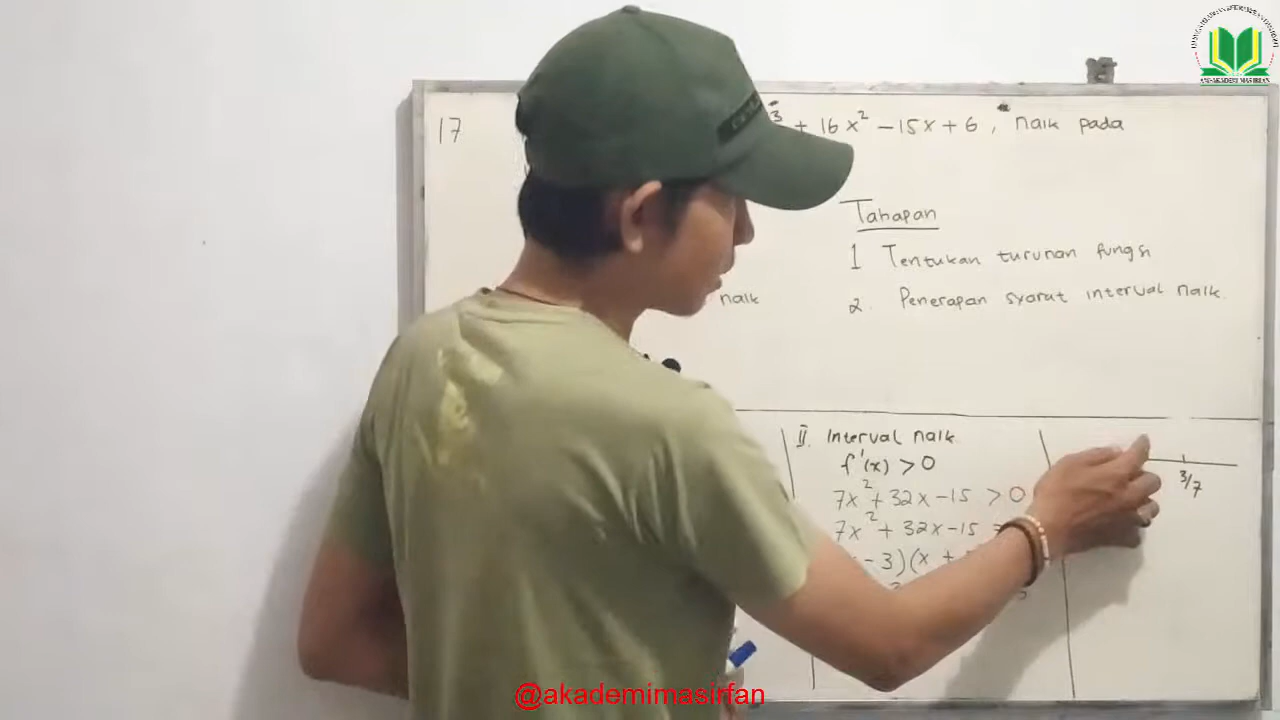 17 3 + 16x² - 15x + 6, naik pada
Tahapan
1 Tentukan turunan fungsi
naik
2. Penerapan syarat interval naik.
II. Interval naik
f'(x) > 0
7x² + 32x - 15 > 0
3/7
7x² + 32x - 15
- 3)(x +
@akademimasirfan